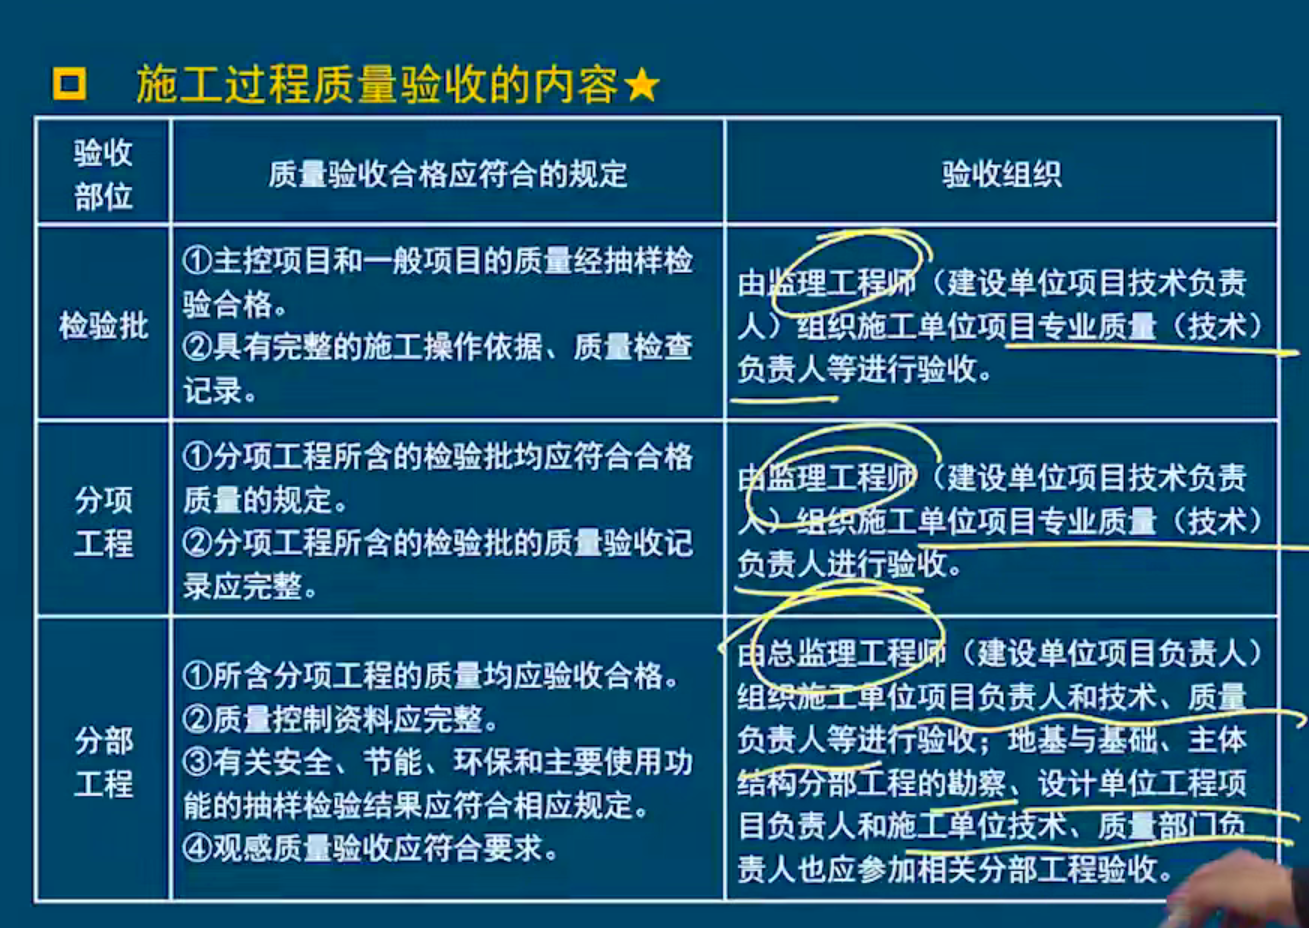 施工过程质量验收的内容★
验收
部位
质量验收合格应符合的规定
验收组织
检验批
①主控项目和一般项目的质量经抽样检
验合格。
②具有完整的施工操作依据、质量检查
记录。
由监理工程师（建设单位项目技术负责
人）组织施工单位项目专业质量（技术）
负责人等进行验收。
分项
工程
①分项工程所含的检验批均应符合合格
质量的规定。
②分项工程所含的检验批的质量验收记
录应完整。
由监理工程师（建设单位项目技术负责
人）组织施工单位项目专业质量（技术）
负责人进行验收。
分部
工程
①所含分项工程的质量均应验收合格。
②质量控制资料应完整。
③有关安全、节能、环保和主要使用功
能的抽样检验结果应符合相应规定。
④观感质量验收应符合要求。
由总监理工程师（建设单位项目负责人）
组织施工单位项目负责人和技术、质量
负责人等进行验收；地基与基础、主体
结构分部工程的勘察、设计单位工程项
目负责人和施工单位技术、质量部门负
责人也应参加相关分部工程验收。